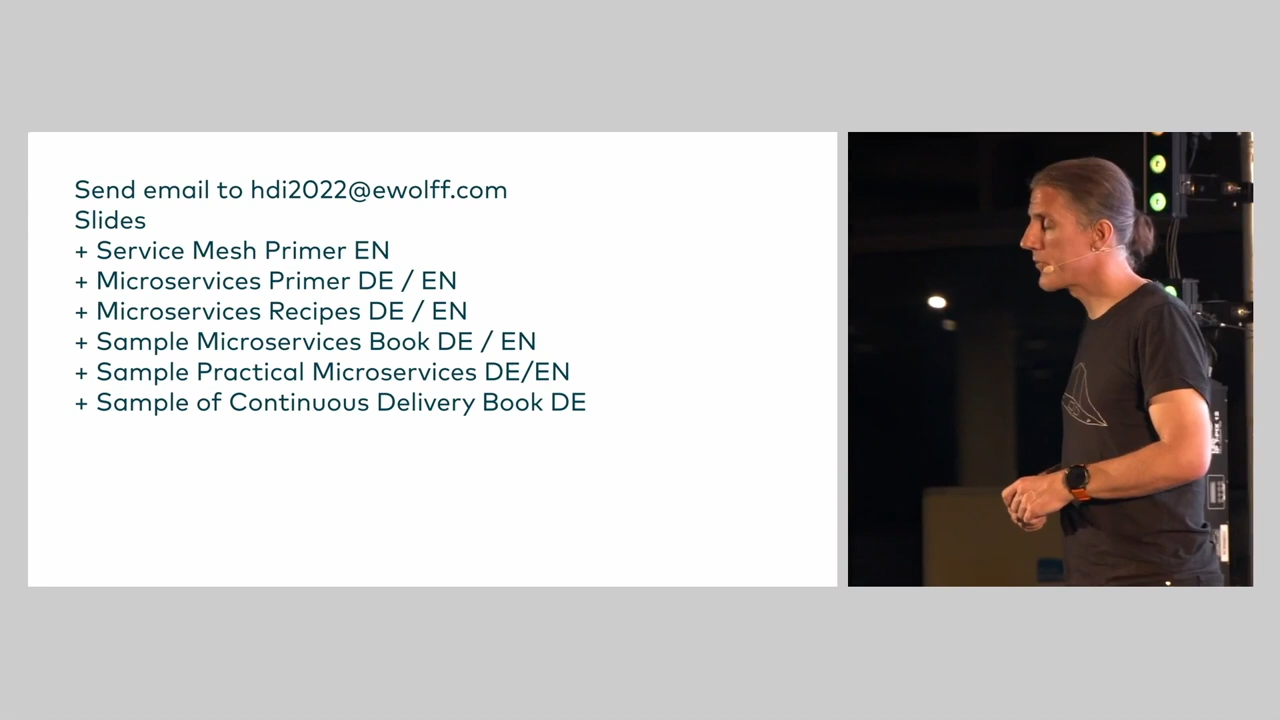 Send email to hdi2022@ewolff.com
Slides
+ Service Mesh Primer EN
+ Microservices Primer DE / EN
+ Microservices Recipes DE / EN
+ Sample Microservices Book DE / EN
+ Sample Practical Microservices DE/EN
+ Sample of Continuous Delivery Book DE